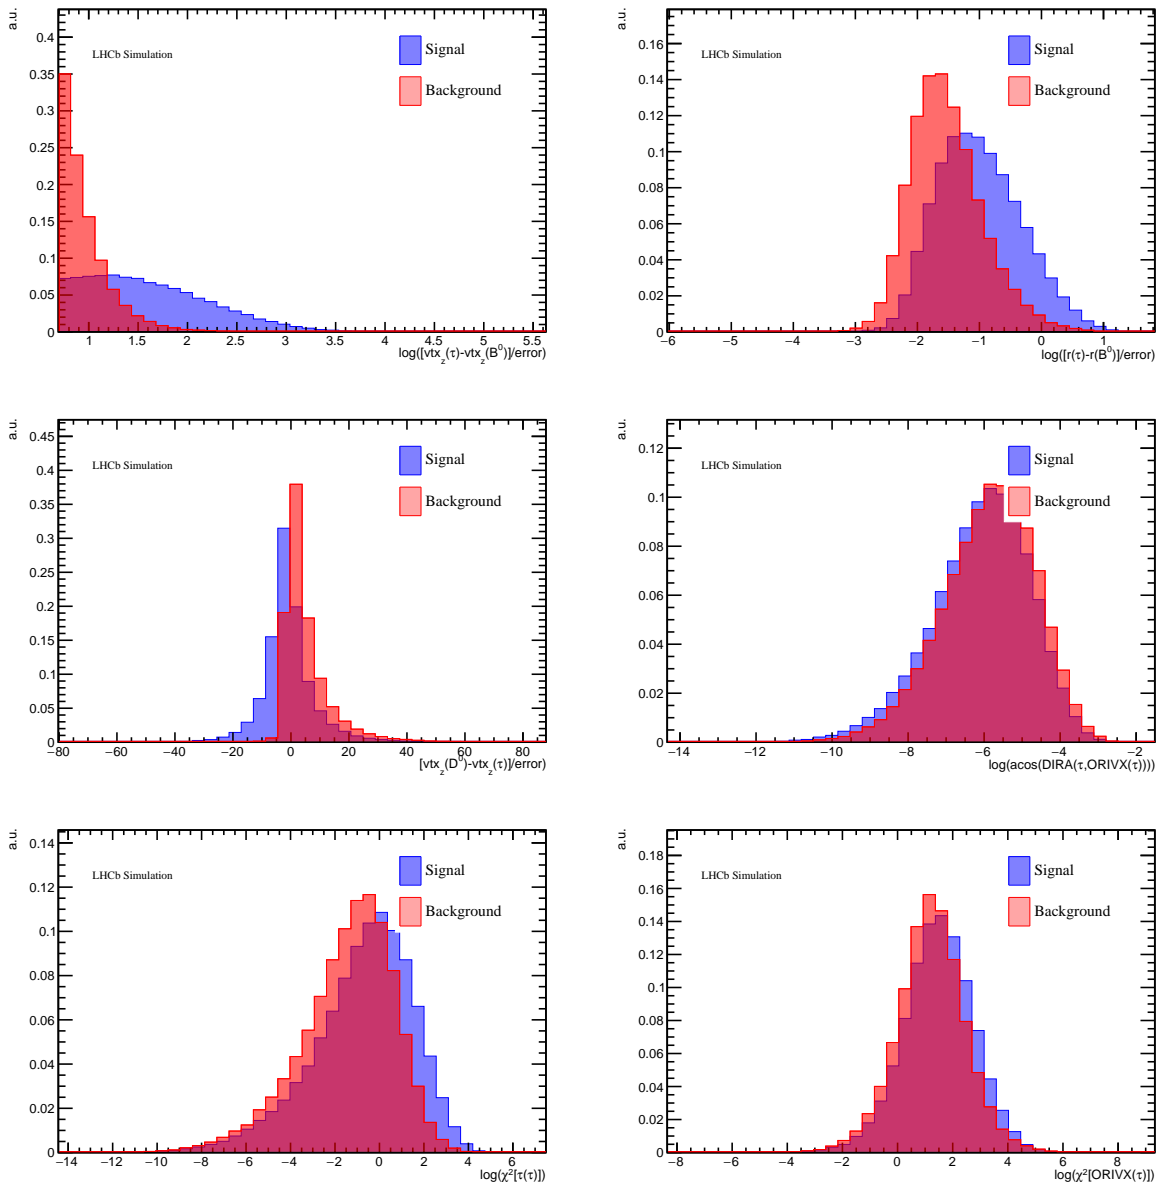 a.u.
0.4
0.35
0.3
0.25
0.2
0.15
0.1
0.05
0
LHCb Simulation
Signal
Background
1 1.5 2 2.5 3 3.5 4 4.5 5 5.5
log([vtx_z(τ)-vtx_z(B⁰)]/error)
a.u.
0.16
0.14
0.12
0.1
0.08
0.06
0.04
0.02
0
LHCb Simulation
Signal
Background
−6 −5 −4 −3 −2 −1 0 1
log([r(τ)-r(B⁰)]/error)
a.u.
0.45
0.4
0.35
0.3
0.25
0.2
0.15
0.1
0.05
0
LHCb Simulation
Signal
Background
−80 −60 −40 −20 0 20 40 60 80
[vtx_z(D⁰)-vtx_z(τ)]/error)
a.u.
0.12
0.1
0.08
0.06
0.04
0.02
0
LHCb Simulation
Signal
Background
−14 −12 −10 −8 −6 −4 −2
log(acos(DIRA(τ,ORIVX(τ))))
a.u.
0.14
0.12
0.1
0.08
0.06
0.04
0.02
0
LHCb Simulation
Signal
Background
−14 −12 −10 −8 −6 −4 −2 0 2 4 6
log(χ²[τ(τ)])
a.u.
0.18
0.16
0.14
0.12
0.1
0.08
0.06
0.04
0.02
0
LHCb Simulation
Signal
Background
−8 −6 −4 −2 0 2 4 6 8
log(χ²[ORIVX(τ)])